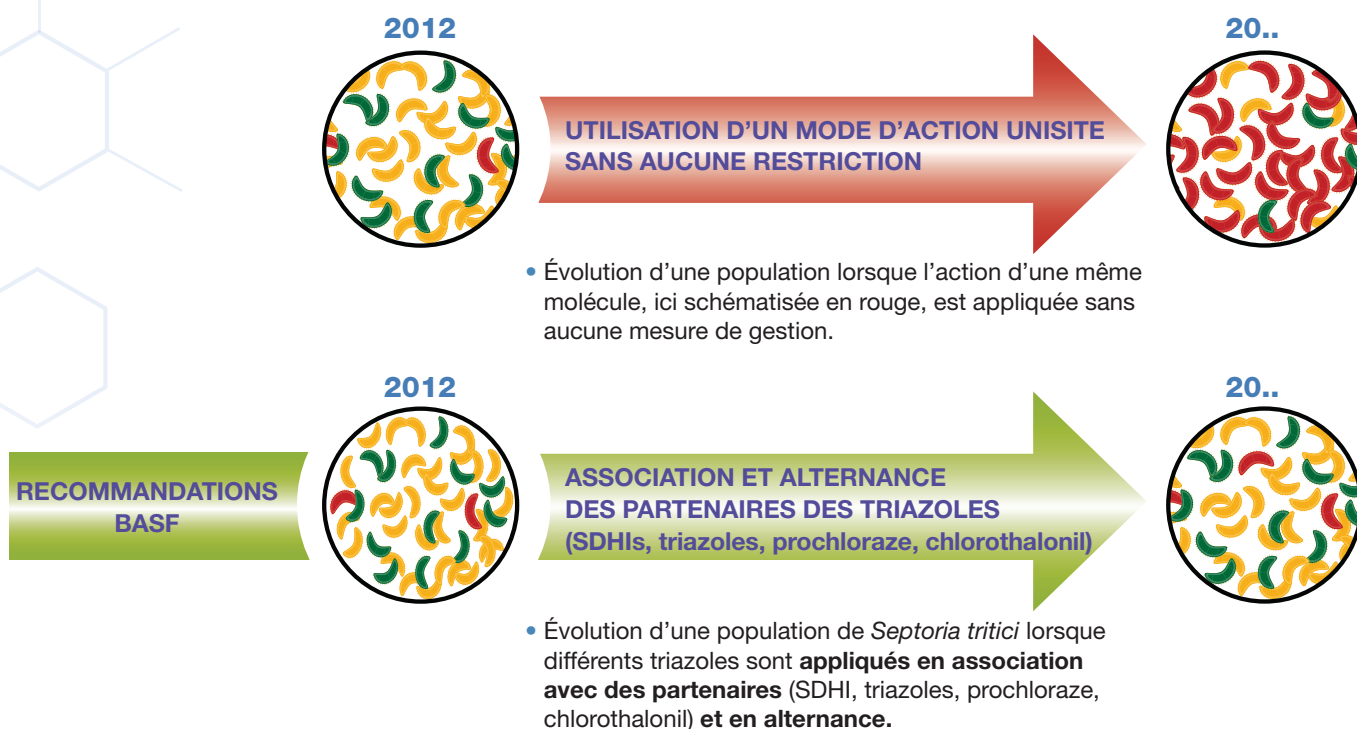 2012
20..
UTILISATION D’UN MODE D’ACTION UNISITE
SANS AUCUNE RESTRICTION
• Évolution d’une population lorsque l’action d’une même
molécule, ici schématisée en rouge, est appliquée sans
aucune mesure de gestion.
2012
20..
RECOMMANDATIONS
BASF
ASSOCIATION ET ALTERNANCE
DES PARTENAIRES DES TRIAZOLES
(SDHIs, triazoles, prochloraze, chlorothalonil)
• Évolution d’une population de Septoria tritici lorsque
différents triazoles sont appliqués en association
avec des partenaires (SDHI, triazoles, prochloraze,
chlorothalonil) et en alternance.